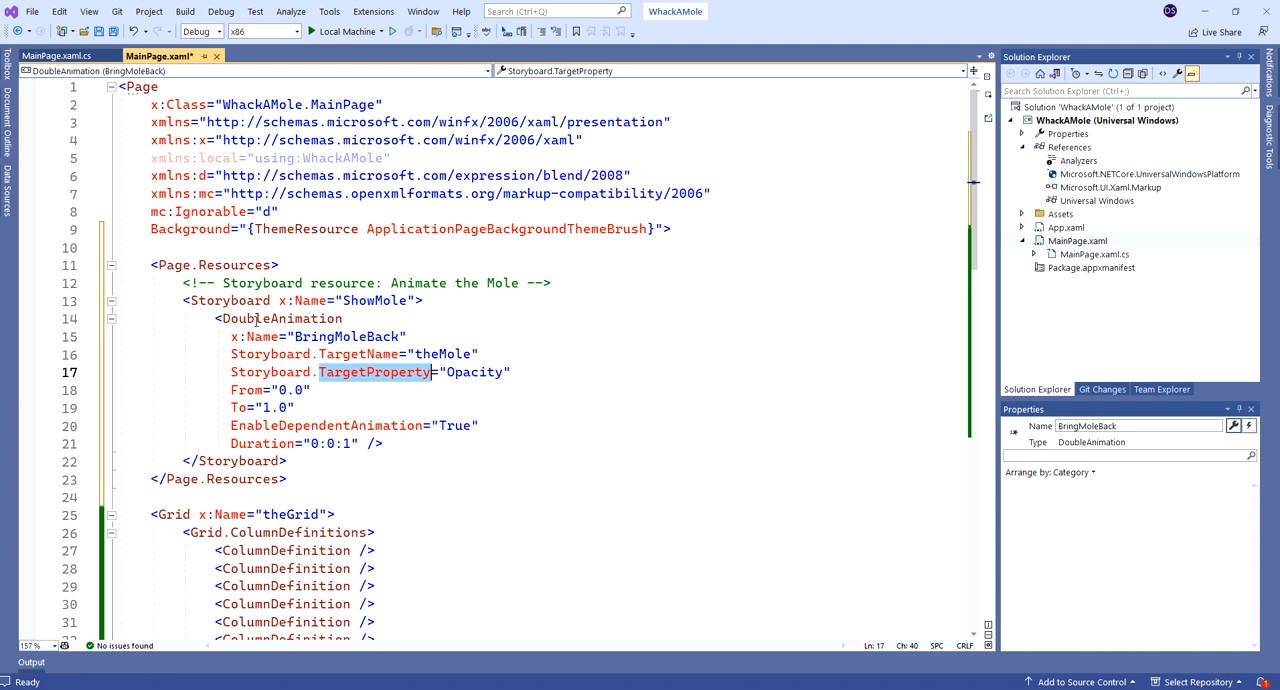 File Edit View Git Project Build Debug Test Analyze Tools Extensions Window Help Search (Ctrl+Q) WhackAMole DS
Debug x86 Local Machine Live Share
MainPage.xaml.cs MainPage.xaml*
DoubleAnimation (BringMoleBack) Storyboard.TargetProperty
1 <Page
2 x:Class="WhackAMole.MainPage"
3 xmlns="http://schemas.microsoft.com/winfx/2006/xaml/presentation"
4 xmlns:x="http://schemas.microsoft.com/winfx/2006/xaml"
5 xmlns:local="using:WhackAMole"
6 xmlns:d="http://schemas.microsoft.com/expression/blend/2008"
7 xmlns:mc="http://schemas.openxmlformats.org/markup-compatibility/2006"
8 mc:Ignorable="d"
9 Background="{ThemeResource ApplicationPageBackgroundThemeBrush}">
10
11 <Page.Resources>
12 <!-- Storyboard resource: Animate the Mole -->
13 <Storyboard x:Name="ShowMole">
14 <DoubleAnimation
15 x:Name="BringMoleBack"
16 Storyboard.TargetName="theMole"
17 Storyboard.TargetProperty="Opacity"
18 From="0.0"
19 To="1.0"
20 EnableDependentAnimation="True"
21 Duration="0:0:1" />
22 </Storyboard>
23 </Page.Resources>
24
25 <Grid x:Name="theGrid">
26 <Grid.ColumnDefinitions>
27 <ColumnDefinition />
28 <ColumnDefinition />
29 <ColumnDefinition />
30 <ColumnDefinition />
31 <ColumnDefinition />
32 <ColumnDefinition />
157 % No issues found Ln: 17 Ch: 40 SPC CRLF
Output
Ready Add to Source Control Select Repository 1
Toolbox
Document Outline
Data Sources
Solution Explorer
Search Solution Explorer (Ctrl+;)
Solution 'WhackAMole' (1 of 1 project)
WhackAMole (Universal Windows)
Properties
References
Analyzers
Microsoft.NETCore.UniversalWindowsPlatform
Microsoft.UI.Xaml.Markup
Universal Windows
Assets
App.xaml
MainPage.xaml
MainPage.xaml.cs
Package.appxmanifest
Solution Explorer Git Changes Team Explorer
Properties
Name BringMoleBack
Type DoubleAnimation
Arrange by: Category
Notifications
Diagnostic Tools